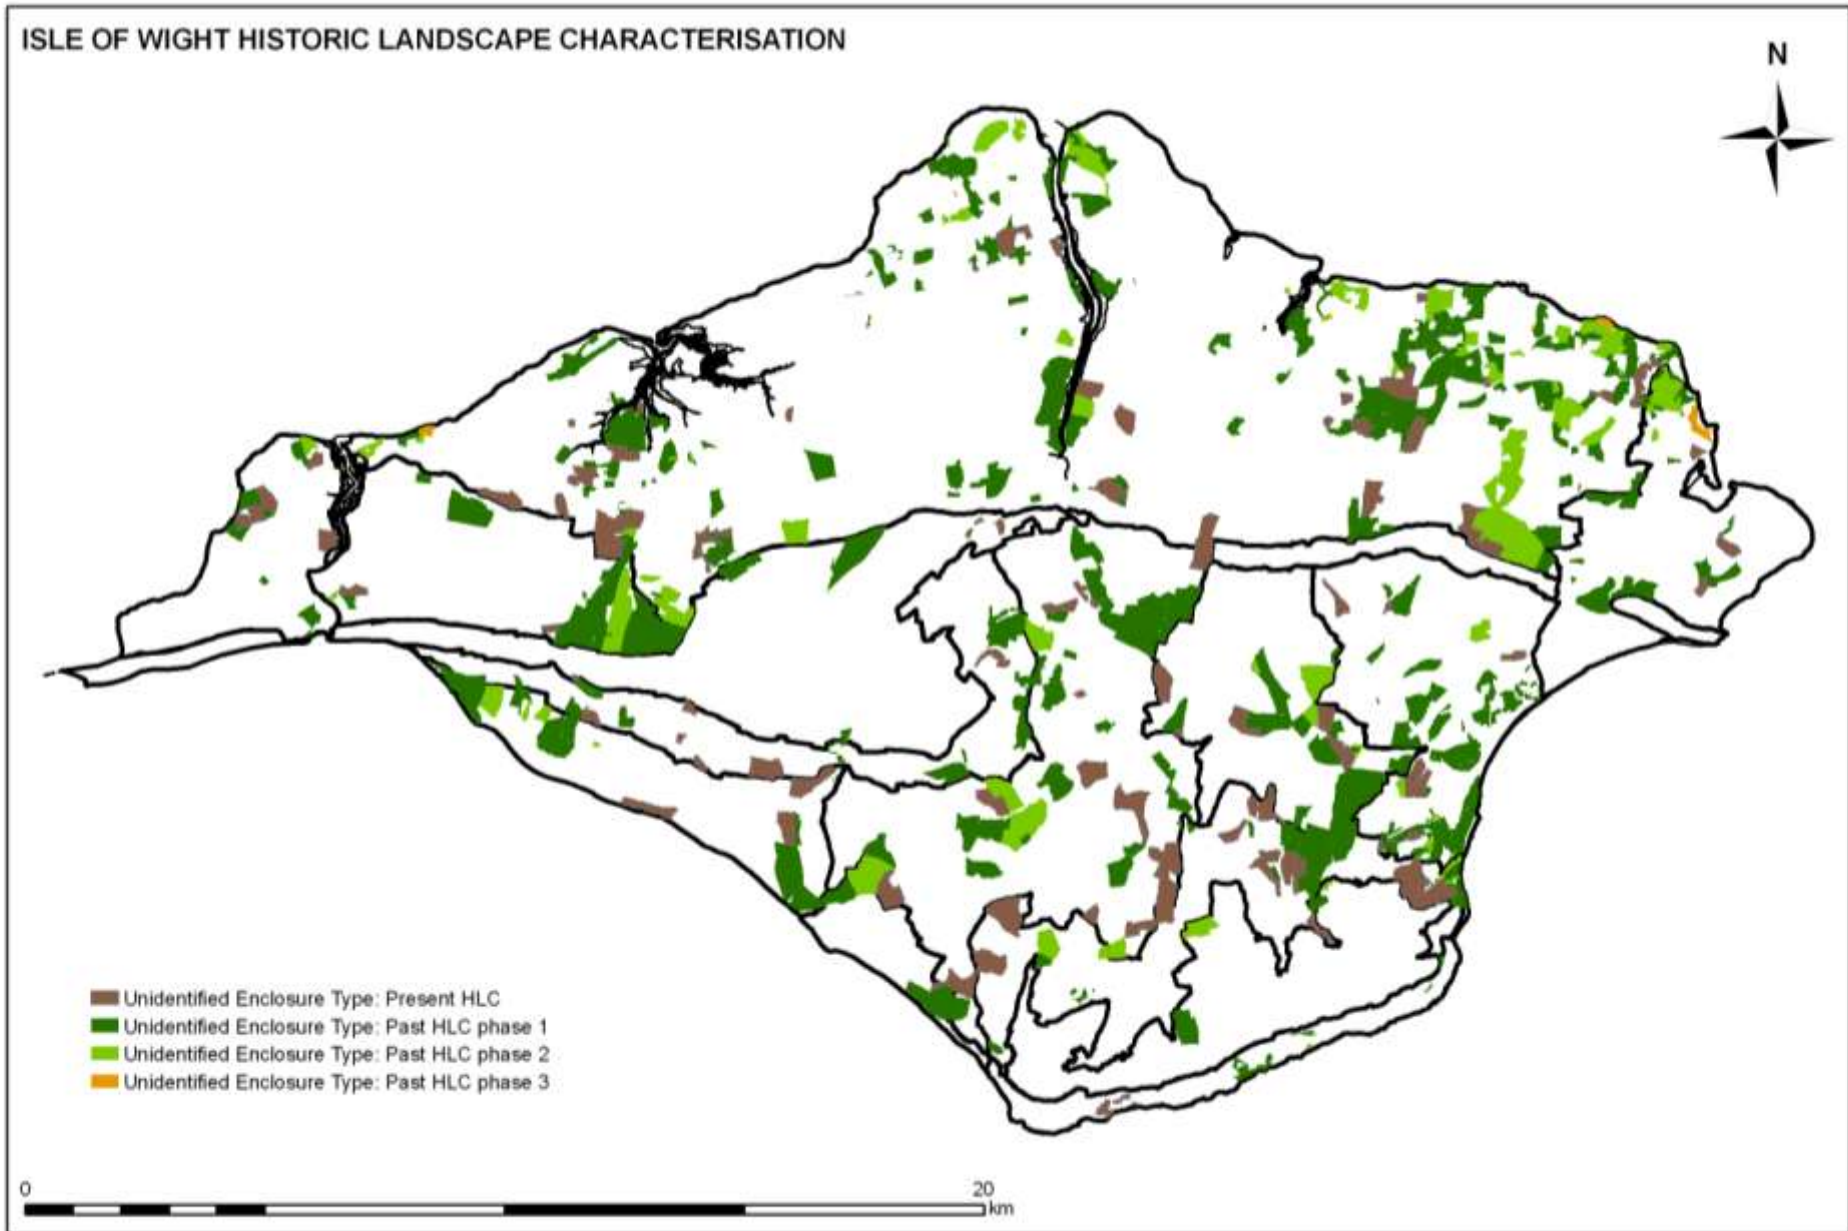 ISLE OF WIGHT HISTORIC LANDSCAPE CHARACTERISATION
N
Unidentified Enclosure Type: Present HLC
Unidentified Enclosure Type: Past HLC phase 1
Unidentified Enclosure Type: Past HLC phase 2
Unidentified Enclosure Type: Past HLC phase 3
0 20
km